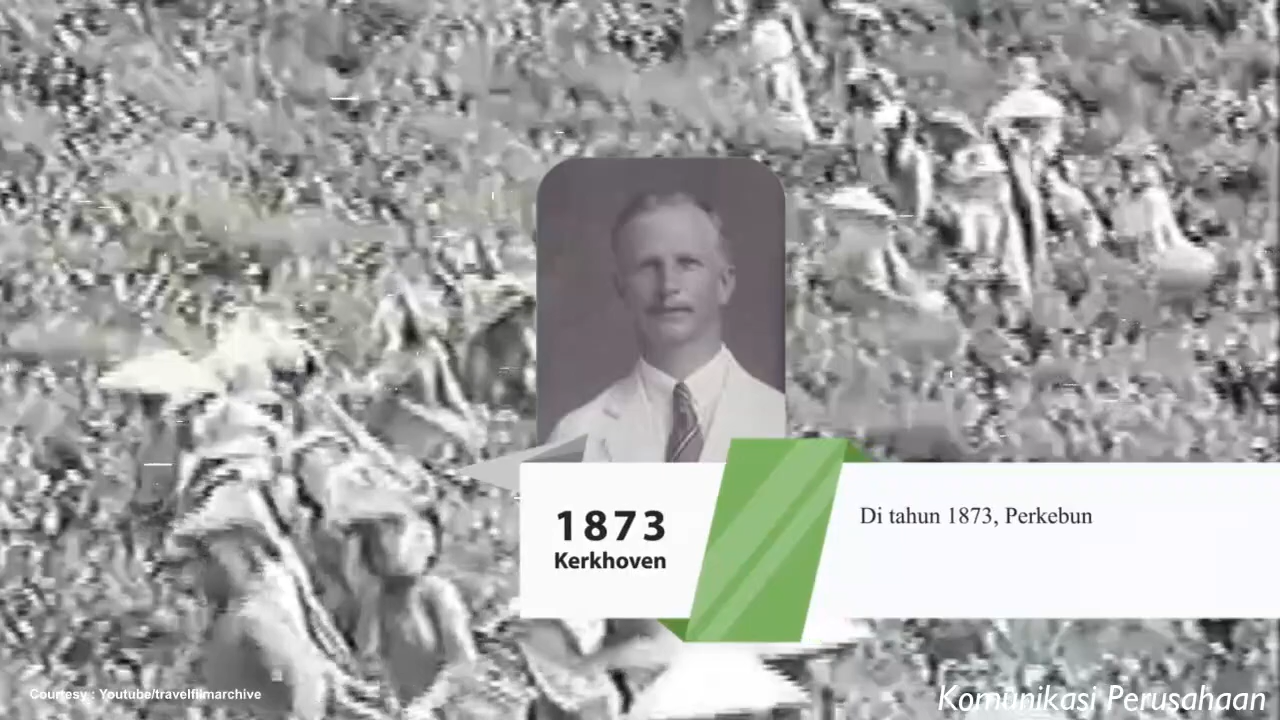 1873
Kerkhoven
Di tahun 1873, Perkebun
Courtesy : Youtube/travelfilmarchive
Komunikasi Perusahaan